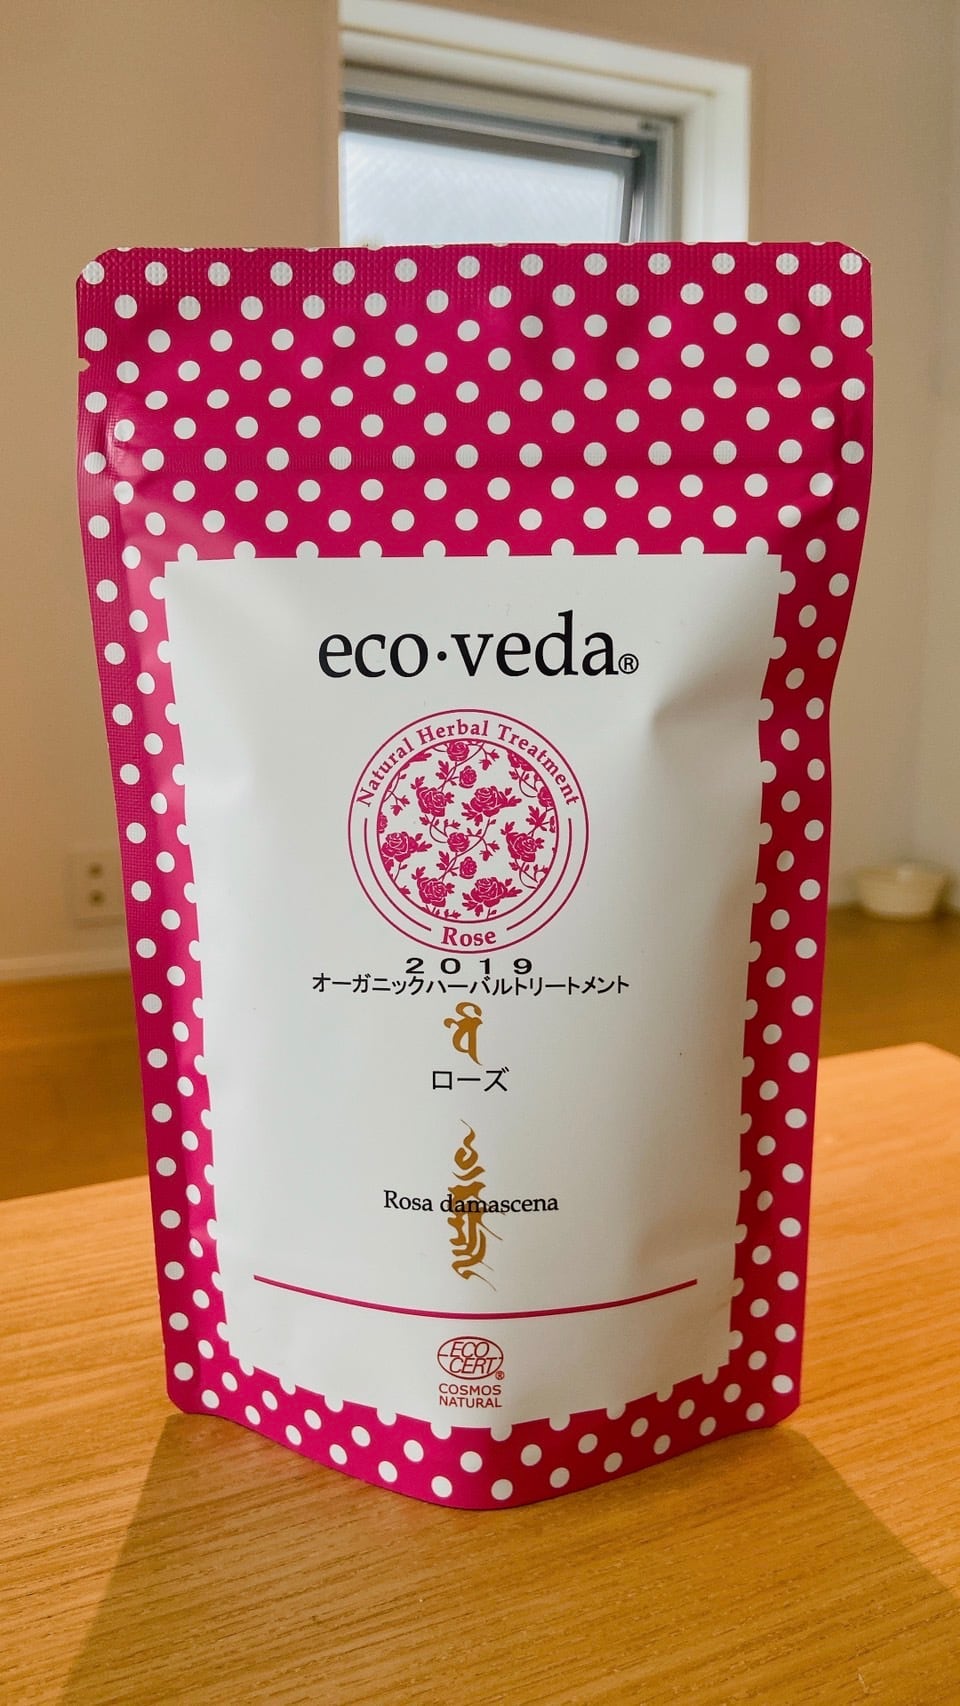 eco・veda®
Natural Herbal Treatment
Rose
2019
オーガニックハーバルトリートメント
ローズ
Rosa damascena
ECO
CERT®
COSMOS
NATURAL